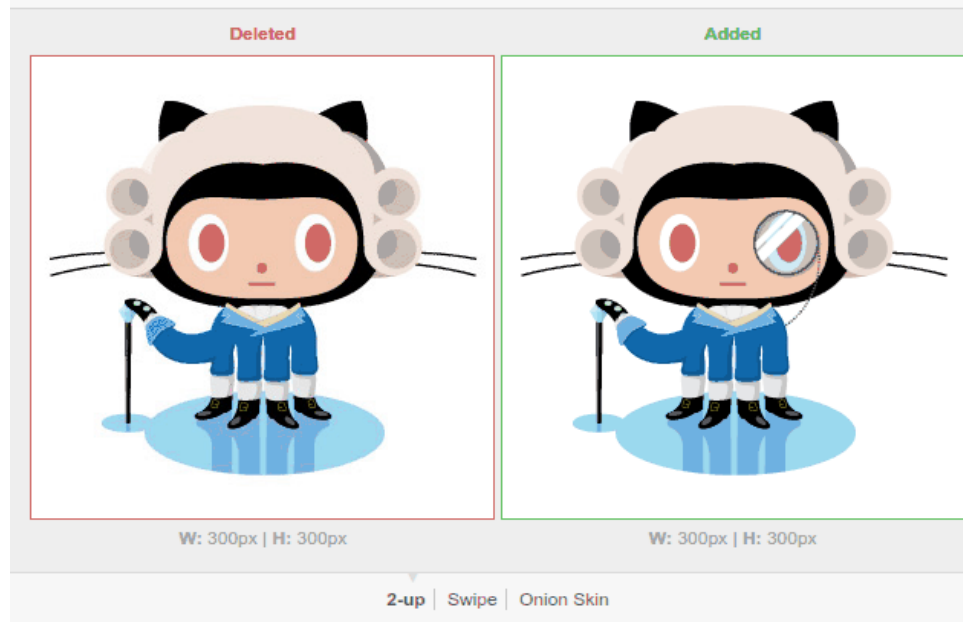 Deleted Added
W: 300px | H: 300px W: 300px | H: 300px
2-up | Swipe | Onion Skin